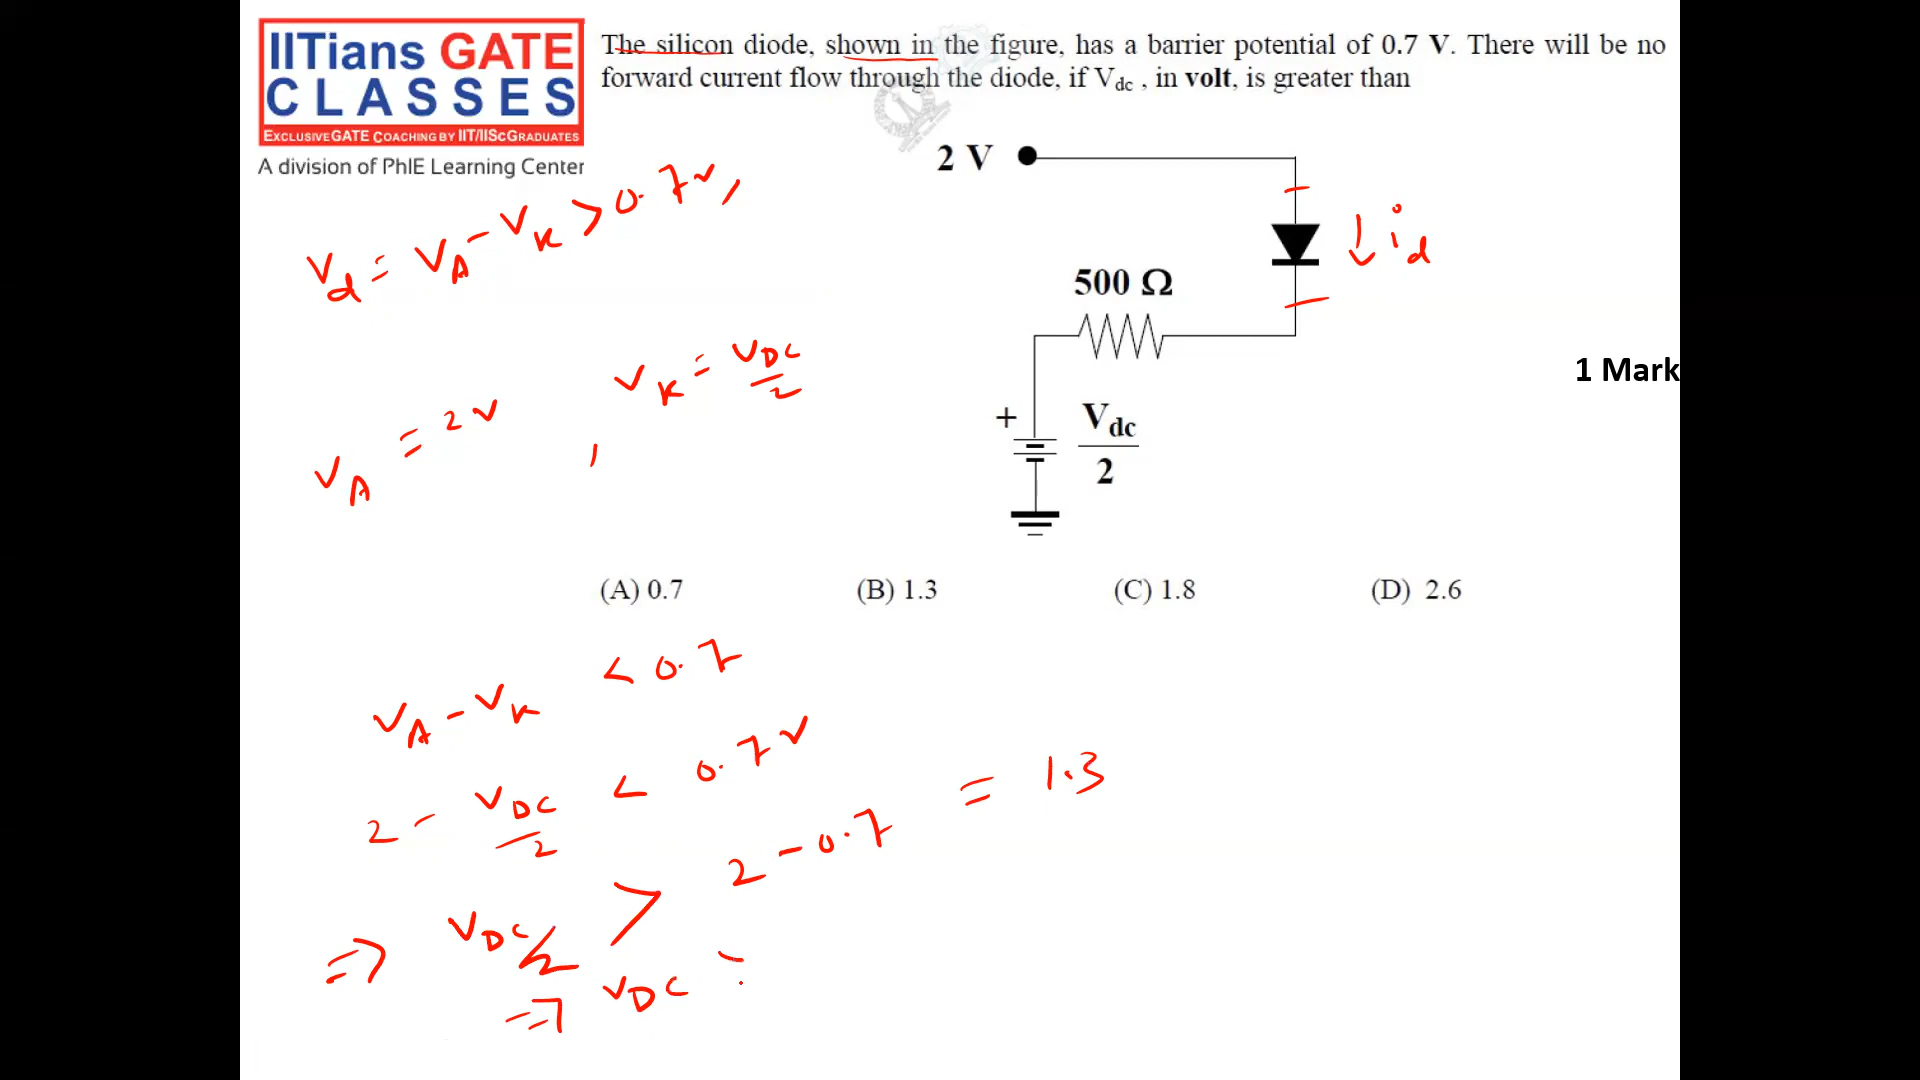 IITians GATE
CLASSES
EXCLUSIVE GATE COACHING BY IIT/IISc GRADUATES
A division of PhIE Learning Center
The silicon diode, shown in the figure, has a barrier potential of 0.7 V. There will be no
forward current flow through the diode, if Vdc , in volt, is greater than
2 V
500 Ω
+
Vdc
2
1 Mark
(A) 0.7 (B) 1.3 (C) 1.8 (D) 2.6
Vd = VA - VK > 0.7 V,
id
VA = 2V , VK = VDC/2
VA - VK < 0.7
2 - VDC/2 < 0.7 V
⇒ VDC/2 > 2 - 0.7 = 1.3
⇒ VDC